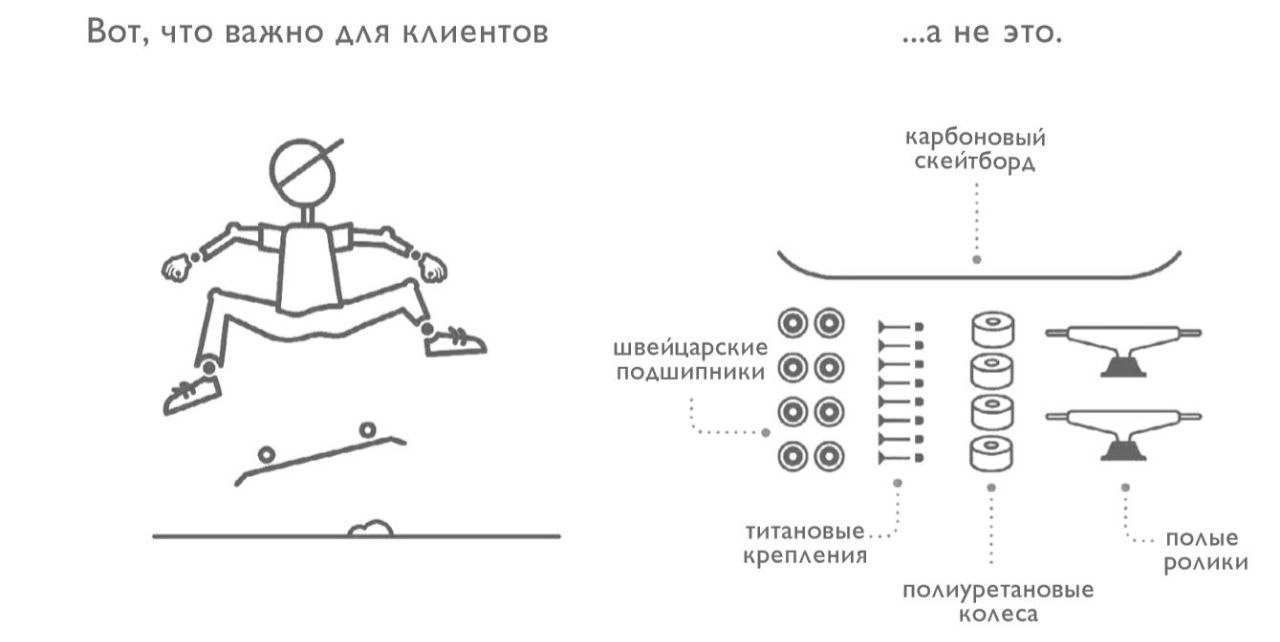 Вот, что важно для клиентов
...а не это.
карбоновый
скейтборд
швейцарские
подшипники
титановые
крепления
полиуретановые
колеса
полые
ролики